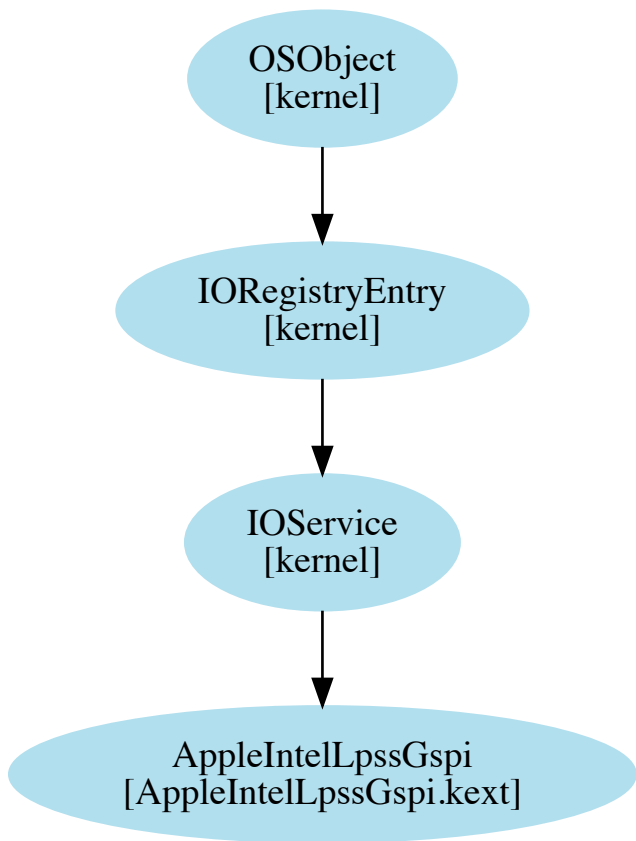 OSObject
[kernel]
IORegistryEntry
[kernel]
IOService
[kernel]
AppleIntelLpssGspi
[AppleIntelLpssGspi.kext]